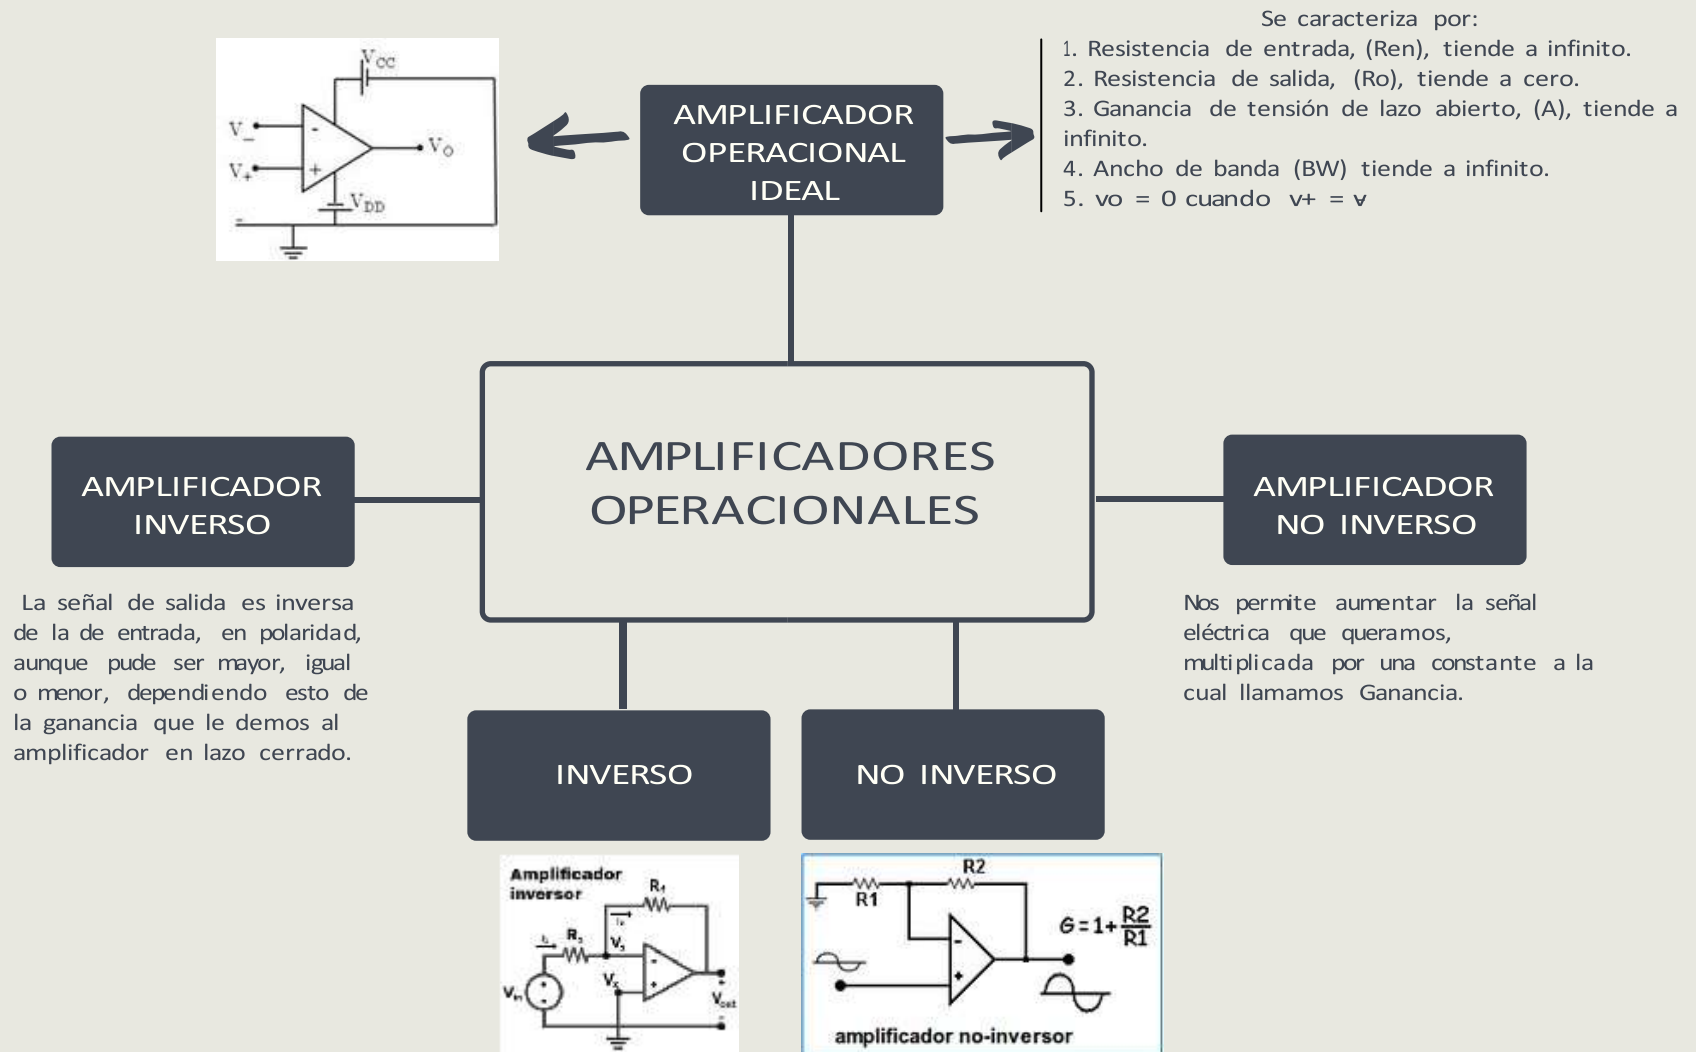 Se caracteriza por:
1. Resistencia de entrada, (Ren), tiende a infinito.
2. Resistencia de salida, (Ro), tiende a cero.
3. Ganancia de tensión de lazo abierto, (A), tiende a
infinito.
4. Ancho de banda (BW) tiende a infinito.
5. vo = 0 cuando v+ = v-
AMPLIFICADOR
OPERACIONAL
IDEAL
VCC
V_
V+
VO
VDD
- +
-
AMPLIFICADORES
OPERACIONALES
AMPLIFICADOR
INVERSO
La señal de salida es inversa
de la de entrada, en polaridad,
aunque pude ser mayor, igual
o menor, dependiendo esto de
la ganancia que le demos al
amplificador en lazo cerrado.
AMPLIFICADOR
NO INVERSO
Nos permite aumentar la señal
eléctrica que queramos,
multiplicada por una constante a la
cual llamamos Ganancia.
INVERSO
NO INVERSO
Amplificador
inversor
Vin
Vout
R2
R1
G=1+R2/R1
amplificador no-inversor